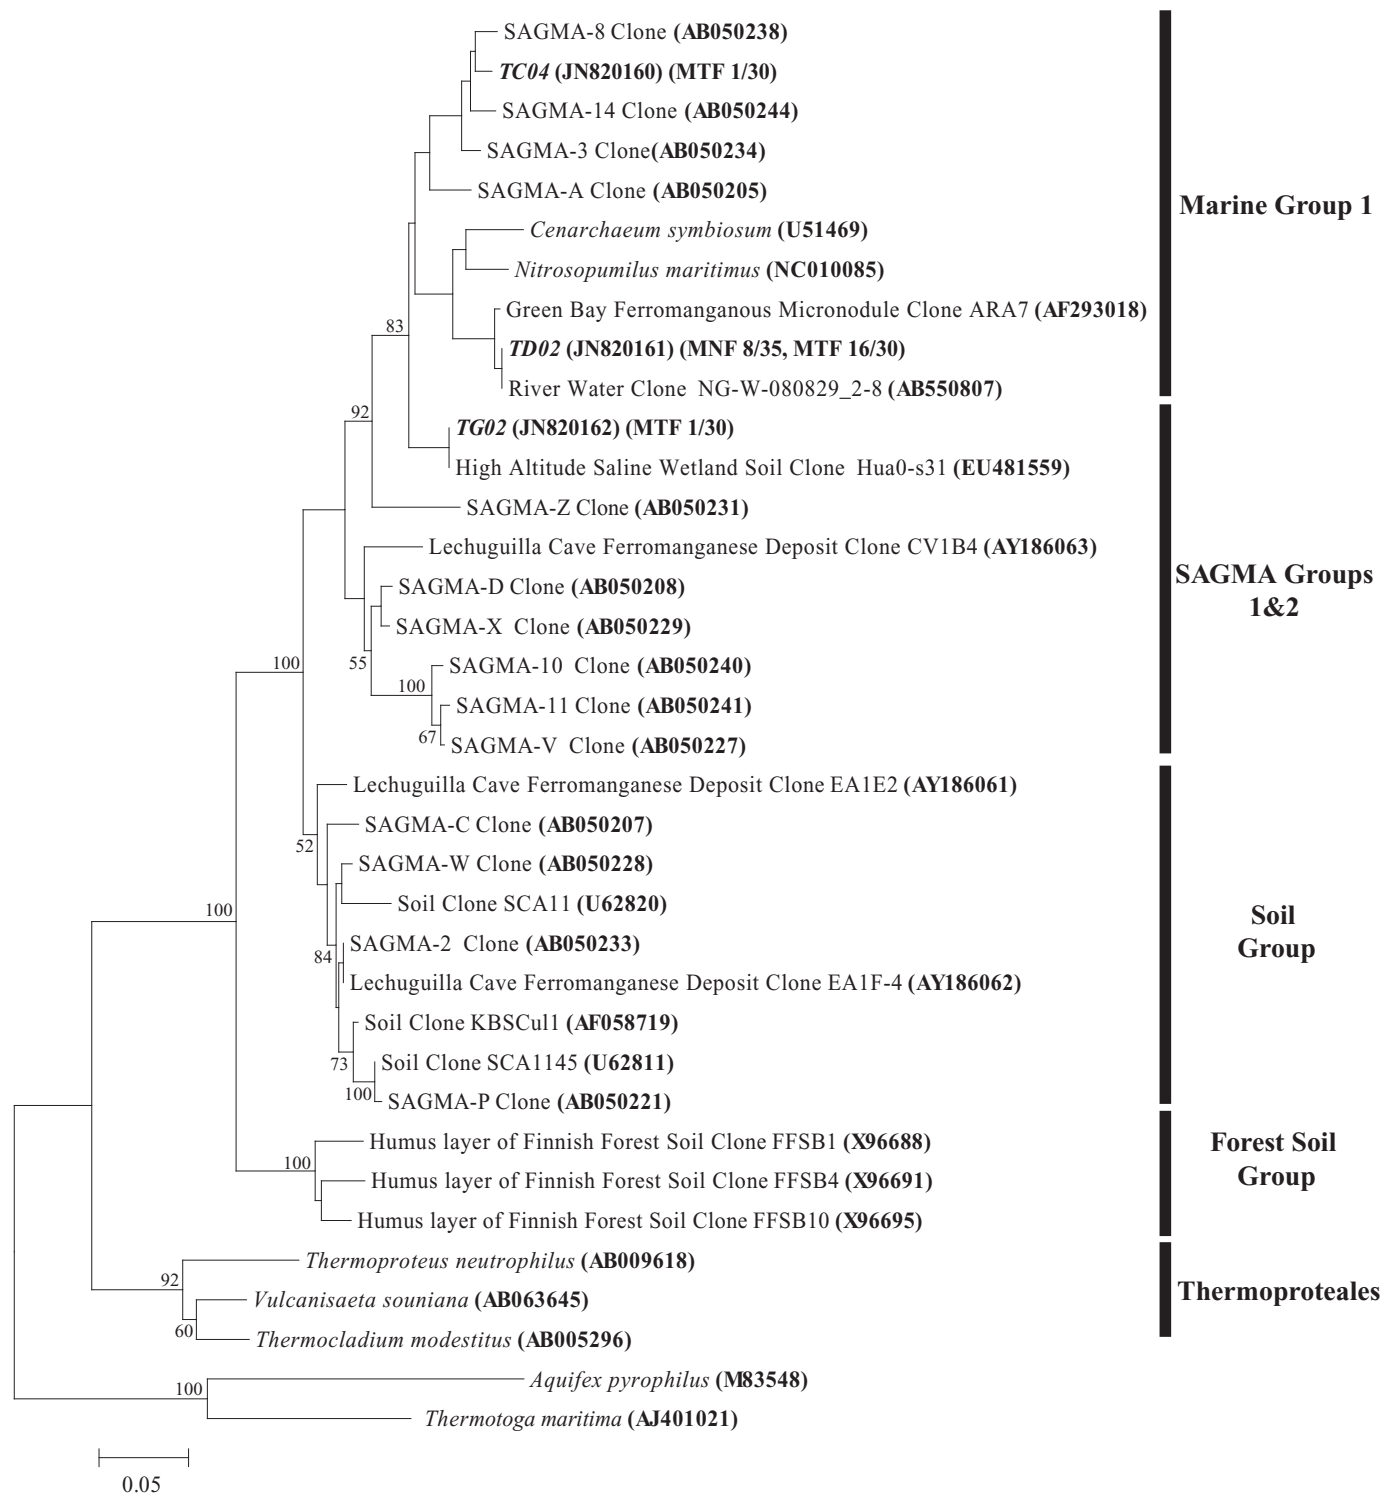 SAGMA-8 Clone (AB050238)
TC04 (JN820160) (MTF 1/30)
SAGMA-14 Clone (AB050244)
SAGMA-3 Clone(AB050234)
SAGMA-A Clone (AB050205)
Cenarchaeum symbiosum (U51469)
Nitrosopumilus maritimus (NC010085)
Green Bay Ferromanganous Micronodule Clone ARA7 (AF293018)
TD02 (JN820161) (MNF 8/35, MTF 16/30)
River Water Clone NG-W-080829_2-8 (AB550807)
Marine Group 1
83
92
TG02 (JN820162) (MTF 1/30)
High Altitude Saline Wetland Soil Clone Hua0-s31 (EU481559)
SAGMA-Z Clone (AB050231)
Lechuguilla Cave Ferromanganese Deposit Clone CV1B4 (AY186063)
SAGMA-D Clone (AB050208)
SAGMA-X Clone (AB050229)
SAGMA-10 Clone (AB050240)
SAGMA-11 Clone (AB050241)
SAGMA-V Clone (AB050227)
SAGMA Groups
1&2
100
55
100
67
Lechuguilla Cave Ferromanganese Deposit Clone EA1E2 (AY186061)
SAGMA-C Clone (AB050207)
SAGMA-W Clone (AB050228)
Soil Clone SCA11 (U62820)
SAGMA-2 Clone (AB050233)
Lechuguilla Cave Ferromanganese Deposit Clone EA1F-4 (AY186062)
Soil Clone KBSCul1 (AF058719)
Soil Clone SCA1145 (U62811)
SAGMA-P Clone (AB050221)
Soil
Group
52
100
84
73
100
Humus layer of Finnish Forest Soil Clone FFSB1 (X96688)
Humus layer of Finnish Forest Soil Clone FFSB4 (X96691)
Humus layer of Finnish Forest Soil Clone FFSB10 (X96695)
Forest Soil
Group
100
Thermoproteus neutrophilus (AB009618)
Vulcanisaeta souniana (AB063645)
Thermocladium modestitus (AB005296)
Thermoproteales
92
60
Aquifex pyrophilus (M83548)
Thermotoga maritima (AJ401021)
100
0.05